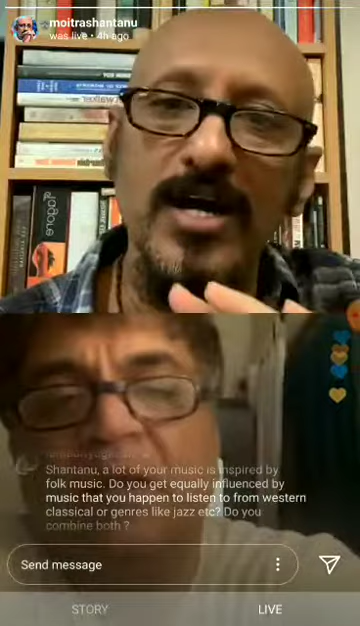 moitrashantanu
was live • 4h ago
Shantanu, a lot of your music is inspired by
folk music. Do you get equally influenced by
music that you happen to listen to from western
classical or genres like jazz etc? Do you
combine both ?
Send message
STORY
LIVE